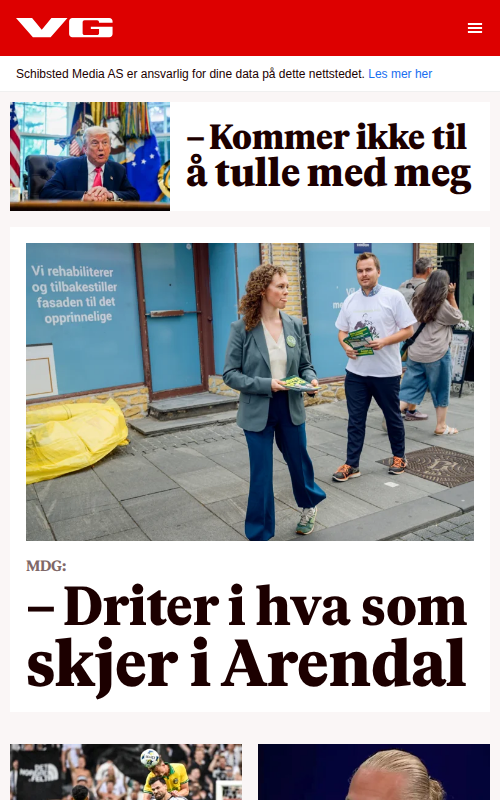 VG
Schibsted Media AS er ansvarlig for dine data på dette nettstedet. Les mer her
– Kommer ikke til
å tulle med meg
Vi rehabiliterer
og tilbakestiller
fasaden til det
opprinnelige
MDG:
– Driter i hva som
skjer i Arendal